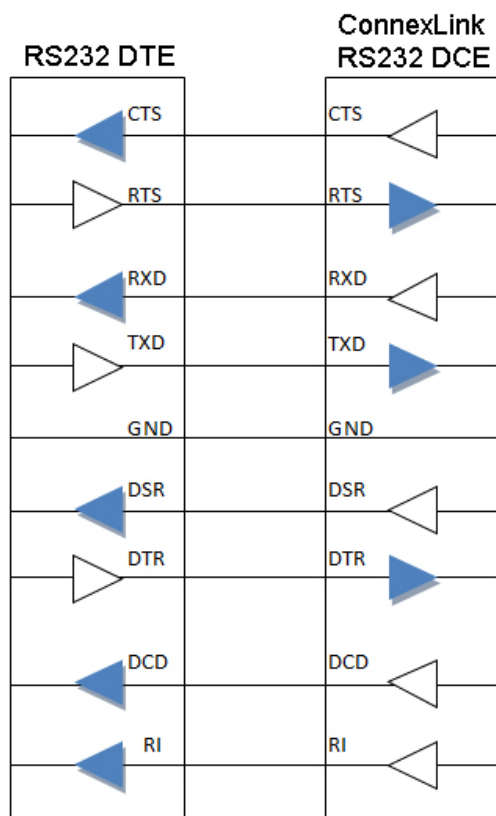 ConnexLink
RS232 DTE RS232 DCE
CTS CTS
RTS RTS
RXD RXD
TXD TXD
GND GND
DSR DSR
DTR DTR
DCD DCD
RI RI